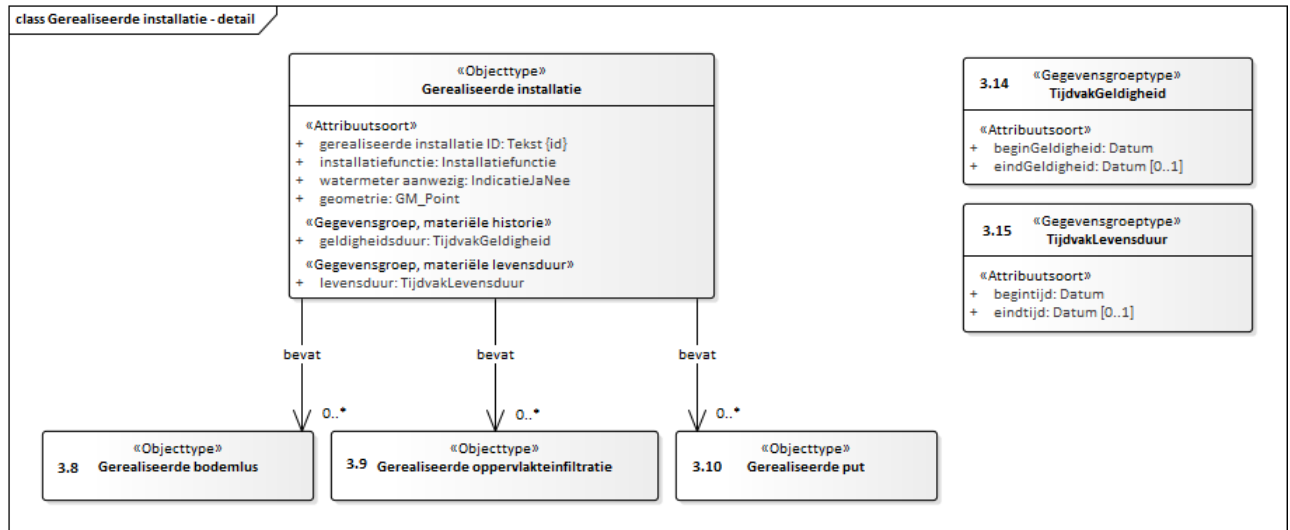 class Gerealiseerde installatie - detail
«Objecttype»
Gerealiseerde installatie
«Attribuutsoort»
+ gerealiseerde installatie ID: Tekst {id}
+ installatiefunctie: Installatiefunctie
+ watermeter aanwezig: IndicatieJaNee
+ geometrie: GM_Point
«Gegevensgroep, materiële historie»
+ geldigheidsduur: TijdvakGeldigheid
«Gegevensgroep, materiële levensduur»
+ levensduur: TijdvakLevensduur
3.14 «Gegevensgroeptype»
TijdvakGeldigheid
«Attribuutsoort»
+ beginGeldigheid: Datum
+ eindGeldigheid: Datum [0..1]
3.15 «Gegevensgroeptype»
TijdvakLevensduur
«Attribuutsoort»
+ begintijd: Datum
+ eindtijd: Datum [0..1]
bevat
bevat
bevat
0..*
0..*
0..*
«Objecttype»
3.8 Gerealiseerde bodemlus
«Objecttype»
3.9 Gerealiseerde oppervlakteinfiltratie
«Objecttype»
3.10 Gerealiseerde put